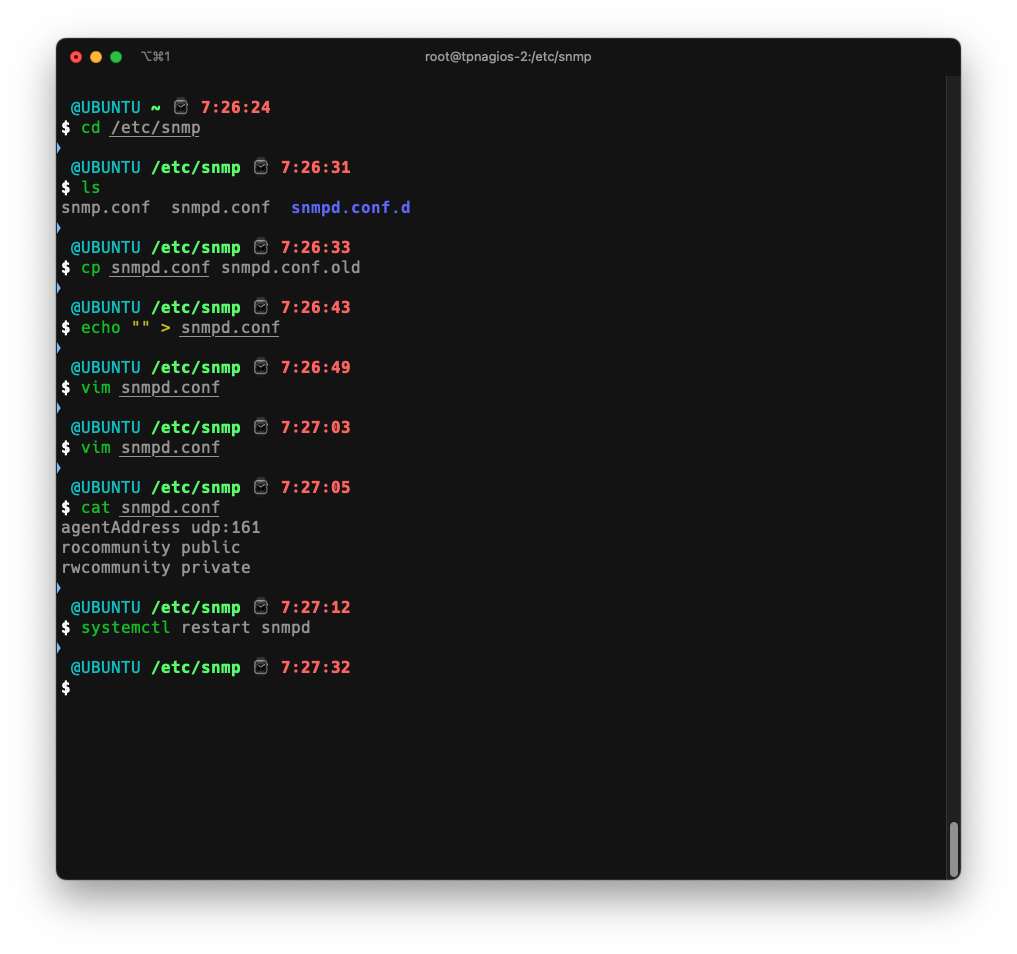 ⌥⌘1 root@tpnagios-2:/etc/snmp
@UBUNTU ~ 7:26:24
$ cd /etc/snmp
@UBUNTU /etc/snmp 7:26:31
$ ls
snmp.conf  snmpd.conf  snmpd.conf.d
@UBUNTU /etc/snmp 7:26:33
$ cp snmpd.conf snmpd.conf.old
@UBUNTU /etc/snmp 7:26:43
$ echo "" > snmpd.conf
@UBUNTU /etc/snmp 7:26:49
$ vim snmpd.conf
@UBUNTU /etc/snmp 7:27:03
$ vim snmpd.conf
@UBUNTU /etc/snmp 7:27:05
$ cat snmpd.conf
agentAddress udp:161
rocommunity public
rwcommunity private
@UBUNTU /etc/snmp 7:27:12
$ systemctl restart snmpd
@UBUNTU /etc/snmp 7:27:32
$